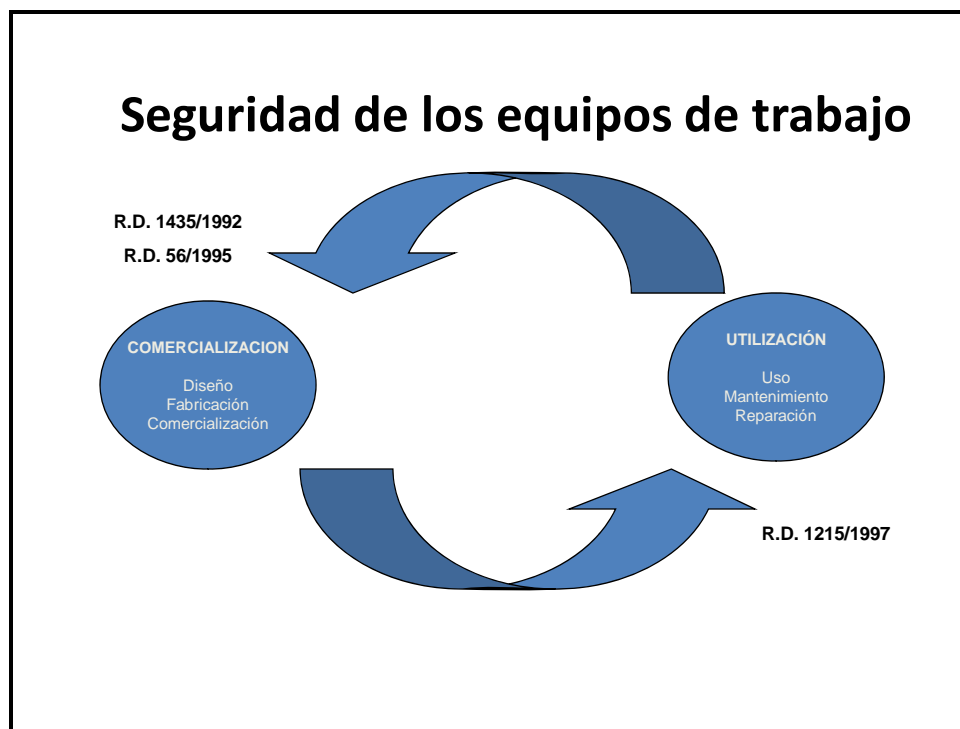 Seguridad de los equipos de trabajo
R.D. 1435/1992
R.D. 56/1995
COMERCIALIZACION
Diseño
Fabricación
Comercialización
UTILIZACIÓN
Uso
Mantenimiento
Reparación
R.D. 1215/1997